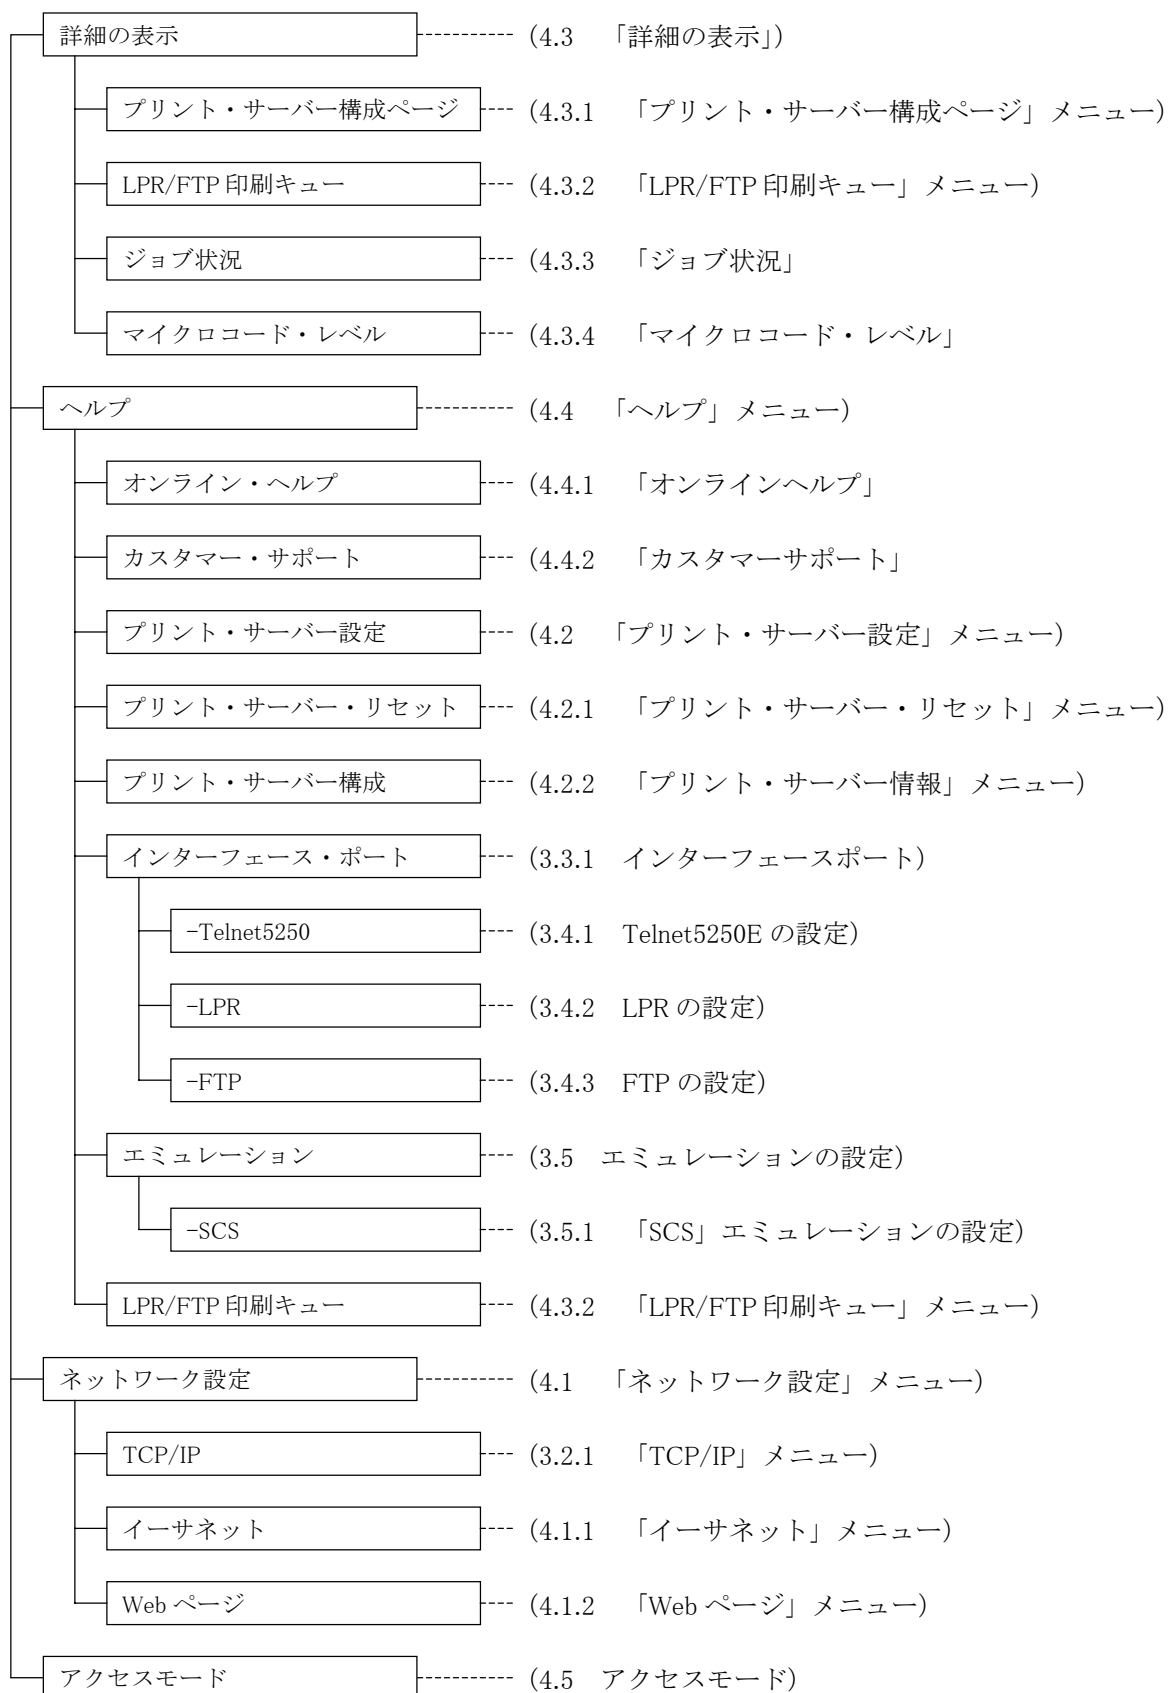 詳細の表示 (4.3 「詳細の表示」)
プリント・サーバー構成ページ (4.3.1 「プリント・サーバー構成ページ」メニュー)
LPR/FTP 印刷キュー (4.3.2 「LPR/FTP 印刷キュー」メニュー)
ジョブ状況 (4.3.3 「ジョブ状況」
マイクロコード・レベル (4.3.4 「マイクロコード・レベル」
ヘルプ (4.4 「ヘルプ」メニュー)
オンライン・ヘルプ (4.4.1 「オンラインヘルプ」
カスタマー・サポート (4.4.2 「カスタマーサポート」
プリント・サーバー設定 (4.2 「プリント・サーバー設定」メニュー)
プリント・サーバー・リセット (4.2.1 「プリント・サーバー・リセット」メニュー)
プリント・サーバー構成 (4.2.2 「プリント・サーバー情報」メニュー)
インターフェース・ポート (3.3.1 インターフェースポート)
-Telnet5250 (3.4.1 Telnet5250E の設定)
-LPR (3.4.2 LPR の設定)
-FTP (3.4.3 FTP の設定)
エミュレーション (3.5 エミュレーションの設定)
-SCS (3.5.1 「SCS」エミュレーションの設定)
LPR/FTP 印刷キュー (4.3.2 「LPR/FTP 印刷キュー」メニュー)
ネットワーク設定 (4.1 「ネットワーク設定」メニュー)
TCP/IP (3.2.1 「TCP/IP」メニュー)
イーサネット (4.1.1 「イーサネット」メニュー)
Web ページ (4.1.2 「Web ページ」メニュー)
アクセスモード (4.5 アクセスモード)